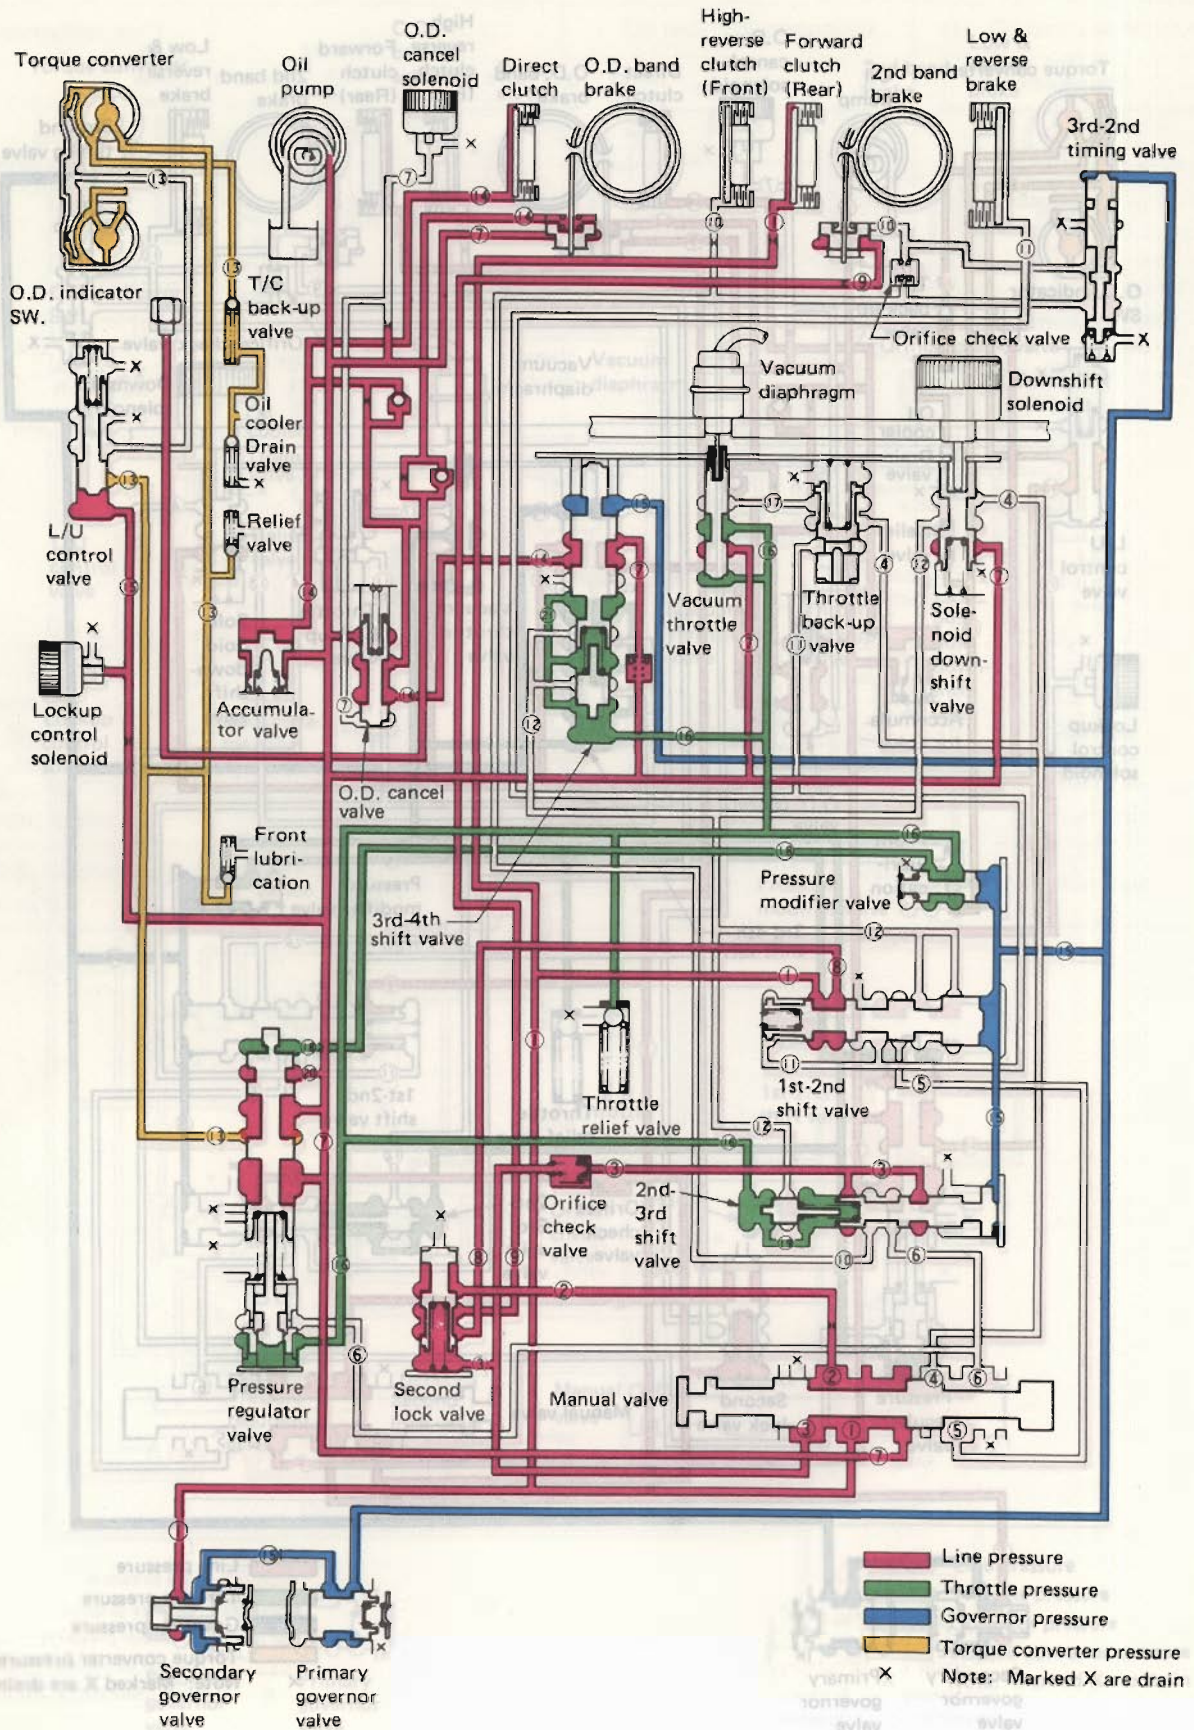 Torque converter
Oil
pump
O.D.
cancel
solenoid
Direct
clutch
O.D. band
brake
High-
reverse
clutch
(Front)
Forward
clutch
(Rear)
2nd band
brake
Low &
reverse
brake
3rd-2nd
timing valve
O.D. indicator
SW.
T/C
back-up
valve
Oil
cooler
Drain
valve
Relief
valve
L/U
control
valve
Lockup
control
solenoid
Accumula-
tor valve
O.D. cancel
valve
Orifice check valve
Vacuum
diaphragm
Downshift
solenoid
Vacuum
throttle
valve
Throttle
back-up
valve
Sole-
noid
down-
shift
valve
Front
lubri-
cation
3rd-4th
shift valve
Pressure
modifier valve
Throttle
relief valve
1st-2nd
shift valve
Orifice
check
valve
2nd-
3rd
shift
valve
Pressure
regulator
valve
Second
lock valve
Manual valve
Secondary
governor
valve
Primary
governor
valve
Line pressure
Throttle pressure
Governor pressure
Torque converter pressure
X Note: Marked X are drain